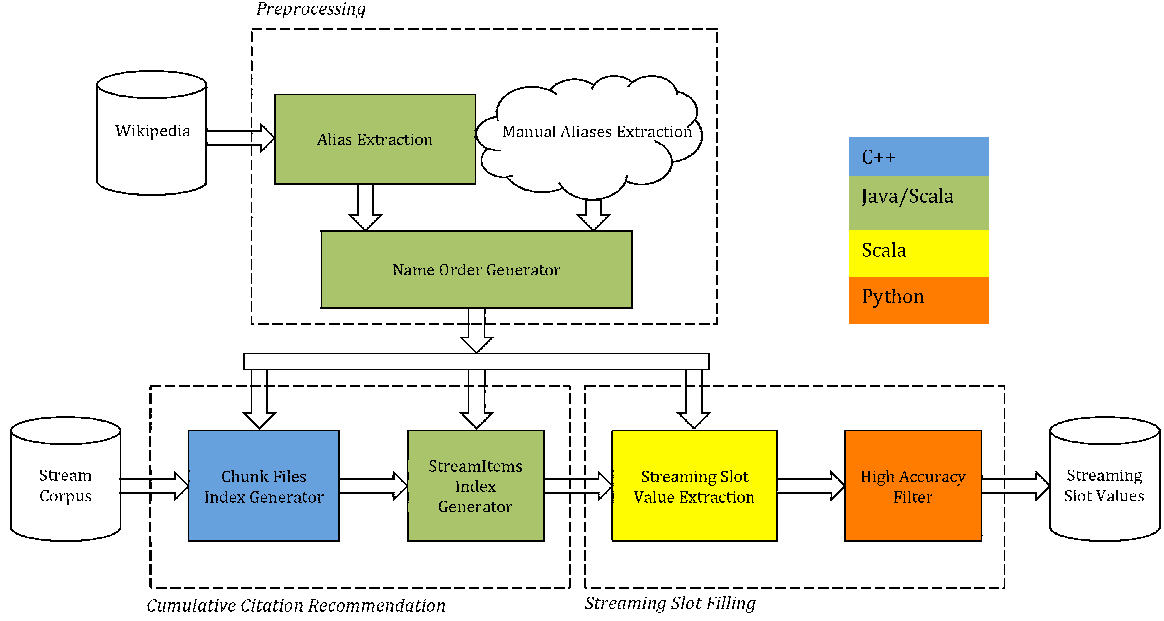 Preprocessing
Wikipedia
Alias Extraction
Manual Aliases Extraction
Name Order Generator
C++
Java/Scala
Scala
Python
Stream
Corpus
Chunk Files
Index Generator
StreamItems
Index
Generator
Streaming Slot
Value Extraction
High Accuracy
Filter
Streaming
Slot Values
Cumulative Citation Recommendation
Streaming Slot Filling